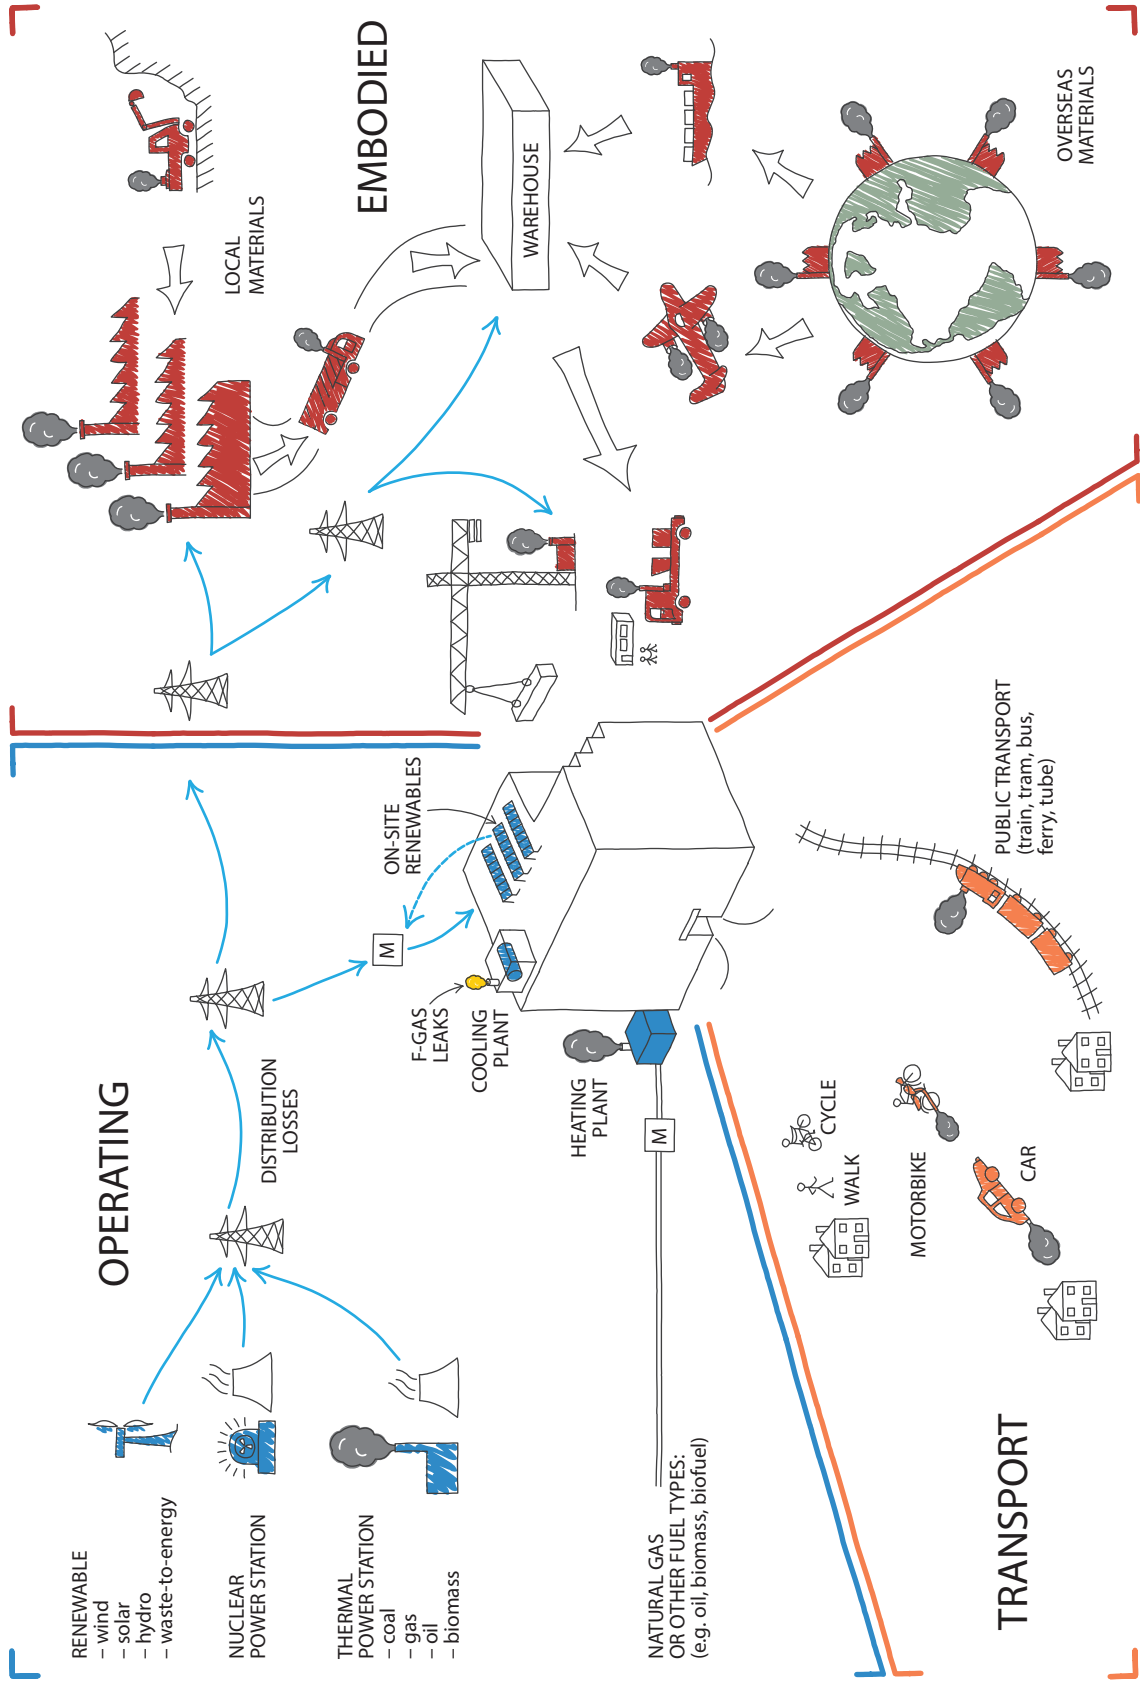 OPERATING
RENEWABLE
– wind
– solar
– hydro
– waste-to-energy
NUCLEAR
POWER STATION
THERMAL
POWER STATION
– coal
– gas
– oil
– biomass
DISTRIBUTION
LOSSES
M
ON-SITE
RENEWABLES
F-GAS
LEAKS
COOLING
PLANT
HEATING
PLANT
M
NATURAL GAS
OR OTHER FUEL TYPES:
(e.g. oil, biomass, biofuel)
EMBODIED
LOCAL
MATERIALS
WAREHOUSE
OVERSEAS
MATERIALS
TRANSPORT
WALK
CYCLE
MOTORBIKE
CAR
PUBLIC TRANSPORT
(train, tram, bus,
ferry, tube)